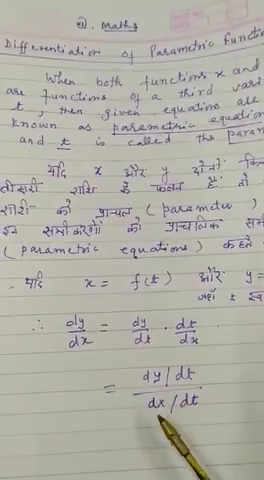 Maths
Differentiation of Parametric Functio
When both functions x and
are functions of a third vari
t, then given equation are
known as parametric equation
and t is called the param
यदि x और y दोनों कि
तीसरी राशि के फलन हैं तो
राशि को प्राचल (parameter)
इन समीकरणों को प्राचलिक सम
(parametric equations) कहते
यदि x = f(t) और y =
जहाँ t स्व
∴ dy/dx = dy/dt · dt/dx
= dy/dt
dx/dt